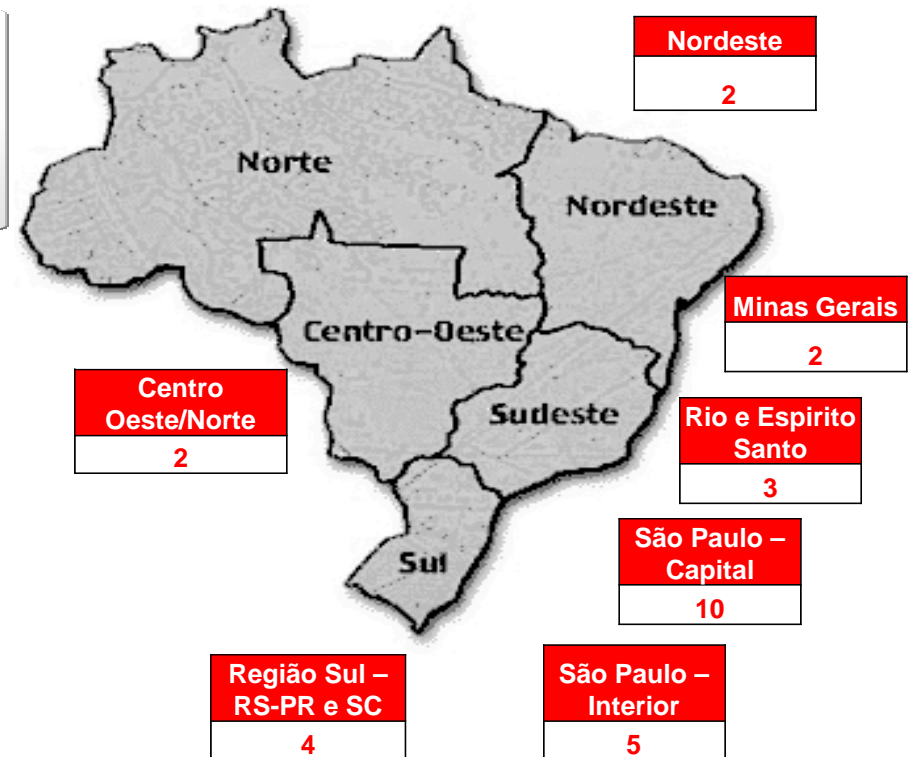 Nordeste
2
Norte
Nordeste
Minas Gerais
2
Centro-Oeste
Centro
Oeste/Norte
2
Sudeste
Rio e Espirito
Santo
3
São Paulo –
Capital
10
Sul
Região Sul –
RS-PR e SC
4
São Paulo –
Interior
5